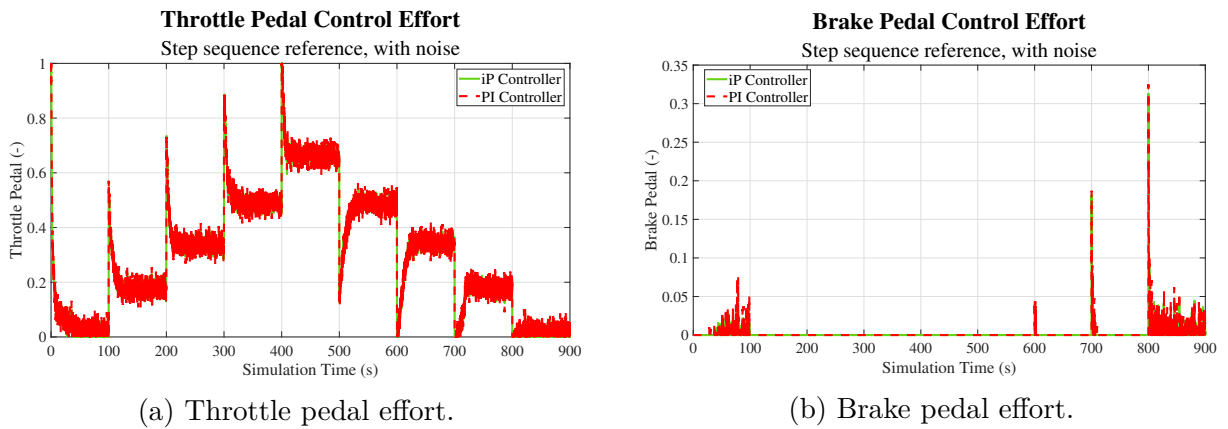 Throttle Pedal Control Effort
Step sequence reference, with noise
iP Controller
PI Controller
Throttle Pedal (-)
1
0.8
0.6
0.4
0.2
0
0 100 200 300 400 500 600 700 800 900
Simulation Time (s)
(a) Throttle pedal effort.
Brake Pedal Control Effort
Step sequence reference, with noise
iP Controller
PI Controller
Brake Pedal (-)
0.35
0.3
0.25
0.2
0.15
0.1
0.05
0
0 100 200 300 400 500 600 700 800 900
Simulation Time (s)
(b) Brake pedal effort.